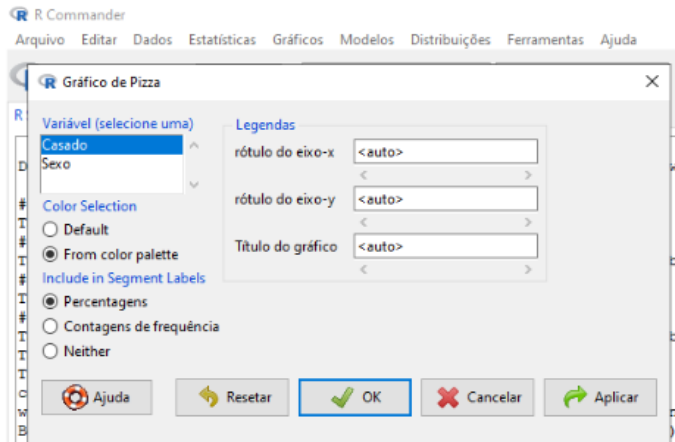 R Commander
Arquivo Editar Dados Estatísticas Gráficos Modelos Distribuições Ferramentas Ajuda
Gráfico de Pizza
Variável (selecione uma)
Casado
Sexo
Legendas
rótulo do eixo-x <auto>
rótulo do eixo-y <auto>
Título do gráfico <auto>
Color Selection
Default
From color palette
Include in Segment Labels
Percentagens
Contagens de frequência
Neither
Ajuda Resetar OK Cancelar Aplicar